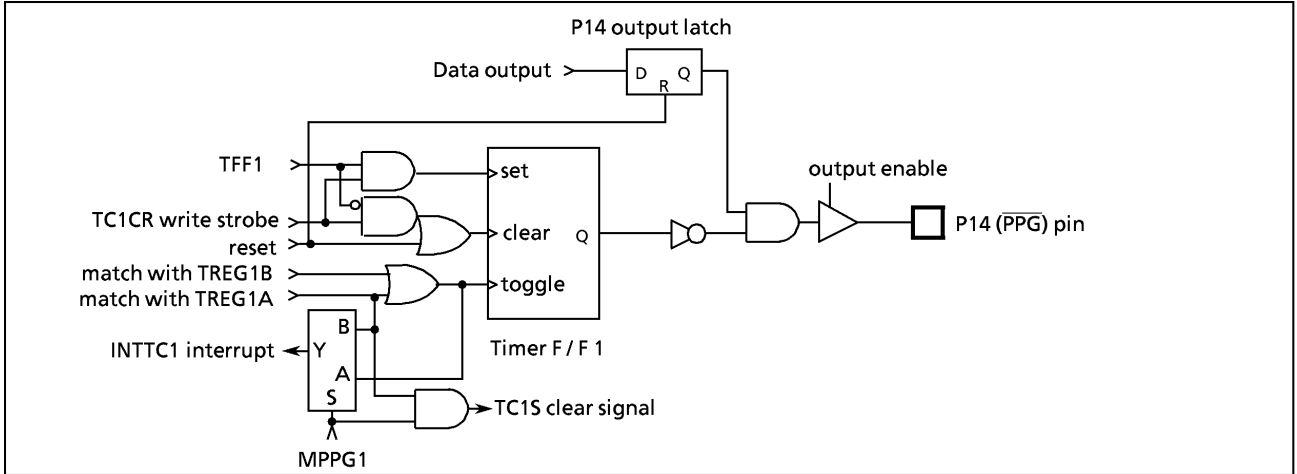 P14 output latch
Data output
D Q
R
TFF1
set
output enable
TC1CR write strobe
clear
Q
P14 (P̅P̅G̅) pin
reset
match with TREG1B
toggle
match with TREG1A
B
INTTC1 interrupt
Y
Timer F / F 1
A
S
TC1S clear signal
MPPG1